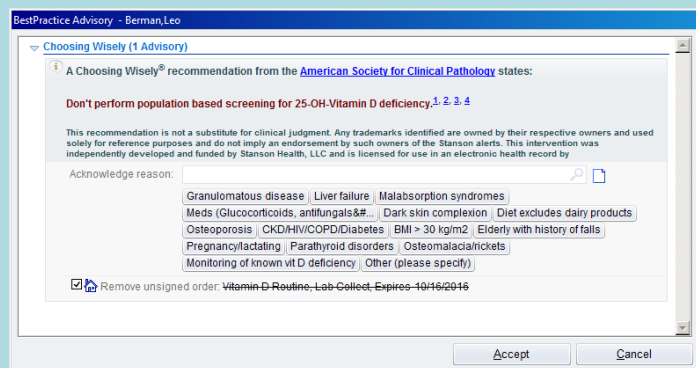 BestPractice Advisory - Berman,Leo
Choosing Wisely (1 Advisory)
A Choosing Wisely® recommendation from the American Society for Clinical Pathology states:
Don't perform population based screening for 25-OH-Vitamin D deficiency.1, 2, 3, 4
This recommendation is not a substitute for clinical judgment. Any trademarks identified are owned by their respective owners and used
solely for reference purposes and do not imply an endorsement by such owners of the Stanson alerts. This intervention was
independently developed and funded by Stanson Health, LLC and is licensed for use in an electronic health record by
Acknowledge reason:
Granulomatous disease Liver failure Malabsorption syndromes
Meds (Glucocorticoids, antifungals&#... Dark skin complexion Diet excludes dairy products
Osteoporosis CKD/HIV/COPD/Diabetes BMI > 30 kg/m2 Elderly with history of falls
Pregnancy/lactating Parathyroid disorders Osteomalacia/rickets
Monitoring of known vit D deficiency Other (please specify)
Remove unsigned order: Vitamin D Routine, Lab Collect, Expires-10/16/2016
Accept Cancel